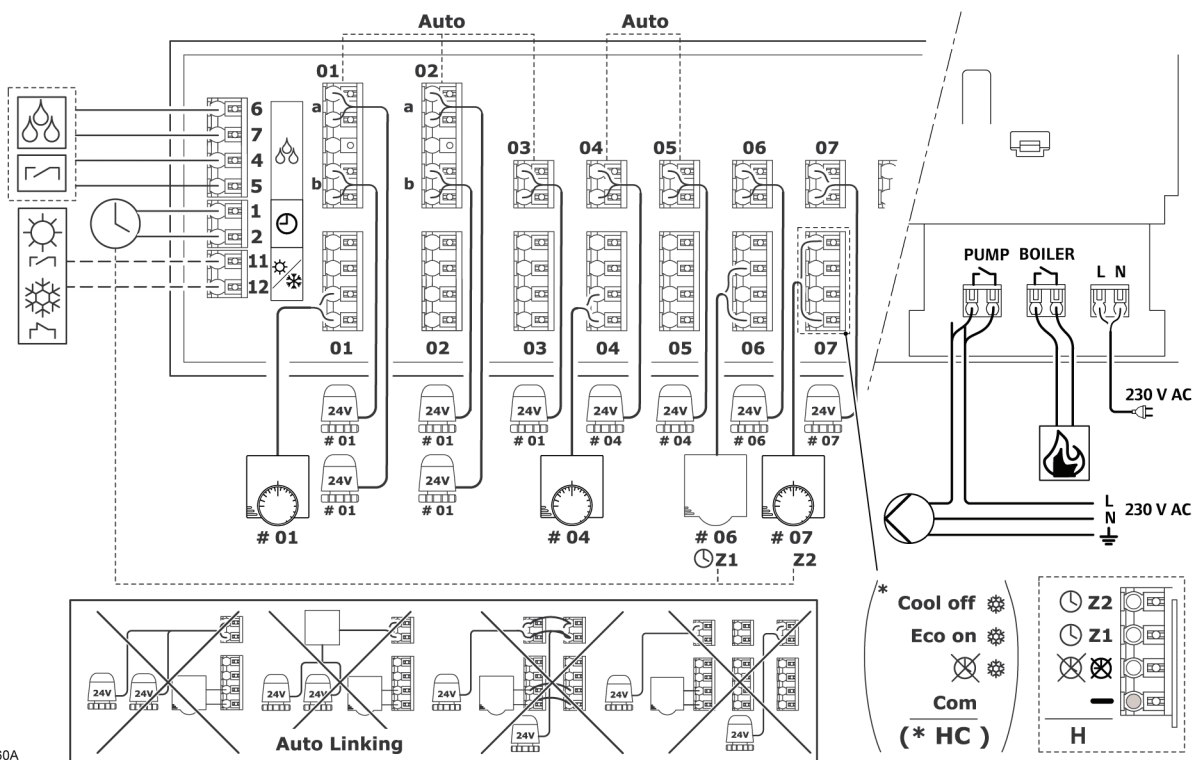 Auto Auto
01 02
6 a a
7
4 03 04 05 06 07
5 b b
1
2
11
12
PUMP BOILER L N
01 02 03 04 05 06 07
24V 24V 24V 24V 24V 24V 24V
# 01 # 01 # 01 # 04 # 04 # 06 # 07
230 V AC
24V 24V
# 01 # 01
# 01 # 04 # 06 # 07
Z1 Z2
L
N 230 V AC
*
Cool off
Eco on
Com
(* HC )
Z2
Z1
H
24V 24V 24V 24V 24V 24V
24V 24V
Auto Linking
60A